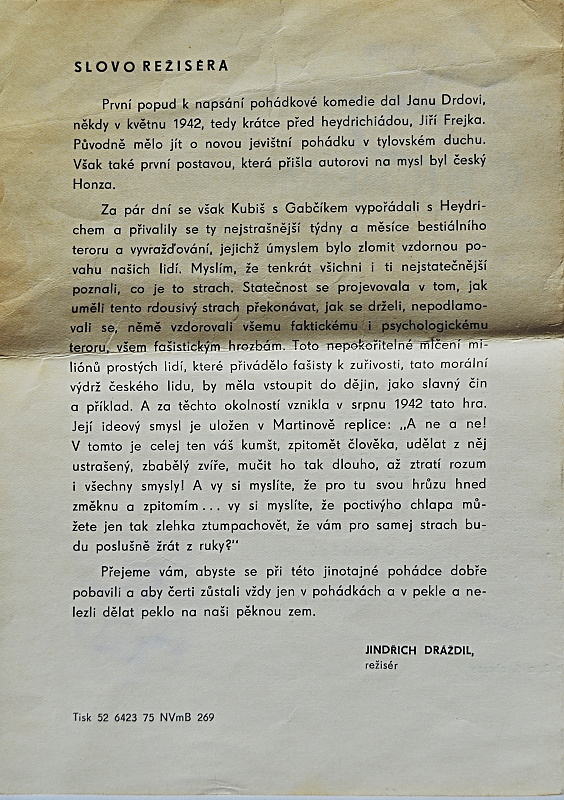 SLOVO REŽISÉRA
První popud k napsání pohádkové komedie dal Janu Drdovi,
někdy v květnu 1942, tedy krátce před heydrichiádou, Jiří Frejka.
Původně mělo jít o novou jevištní pohádku v tylovském duchu.
Však také první postavou, která přišla autorovi na mysl byl český
Honza.
Za pár dní se však Kubiš s Gabčíkem vypořádali s Heydri-
chem a přivalily se ty nejstrašnější týdny a měsíce bestiálního
teroru a vyvražďování, jejichž úmyslem bylo zlomit vzdornou po-
vahu našich lidí. Myslím, že tenkrát všichni i ti nejstatečnější
poznali, co je to strach. Statečnost se projevovala v tom, jak
uměli tento rdousivý strach překonávat, jak se drželi, nepodlamo-
vali se, němě vzdorovali všemu faktickému i psychologickému
teroru, všem fašistickým hrozbám. Toto nepokořitelné mlčení mi-
liónů prostých lidí, které přivádělo fašisty k zuřivosti, tato morální
výdrž českého lidu, by měla vstoupit do dějin, jako slavný čin
a příklad. A za těchto okolností vznikla v srpnu 1942 tato hra.
Její ideový smysl je uložen v Martinově replice: „A ne a ne!
V tomto je celej ten váš kumšt, zpitomět člověka, udělat z něj
ustrašený, zbabělý zvíře, mučit ho tak dlouho, až ztratí rozum
i všechny smysly! A vy si myslíte, že pro tu svou hrůzu hned
změknu a zpitomím... vy si myslíte, že poctivýho chlapa mů-
žete jen tak zlehka ztumpachovět, že vám pro samej strach bu-
du poslušně žrát z ruky?"
Přejeme vám, abyste se při této jinotajné pohádce dobře
pobavili a aby čerti zůstali vždy jen v pohádkách a v pekle a ne-
lezli dělat peklo na naši pěknou zem.
JINDŘICH DRÁŽDIL,
režisér
Tisk 52 6423 75 NVmB 269